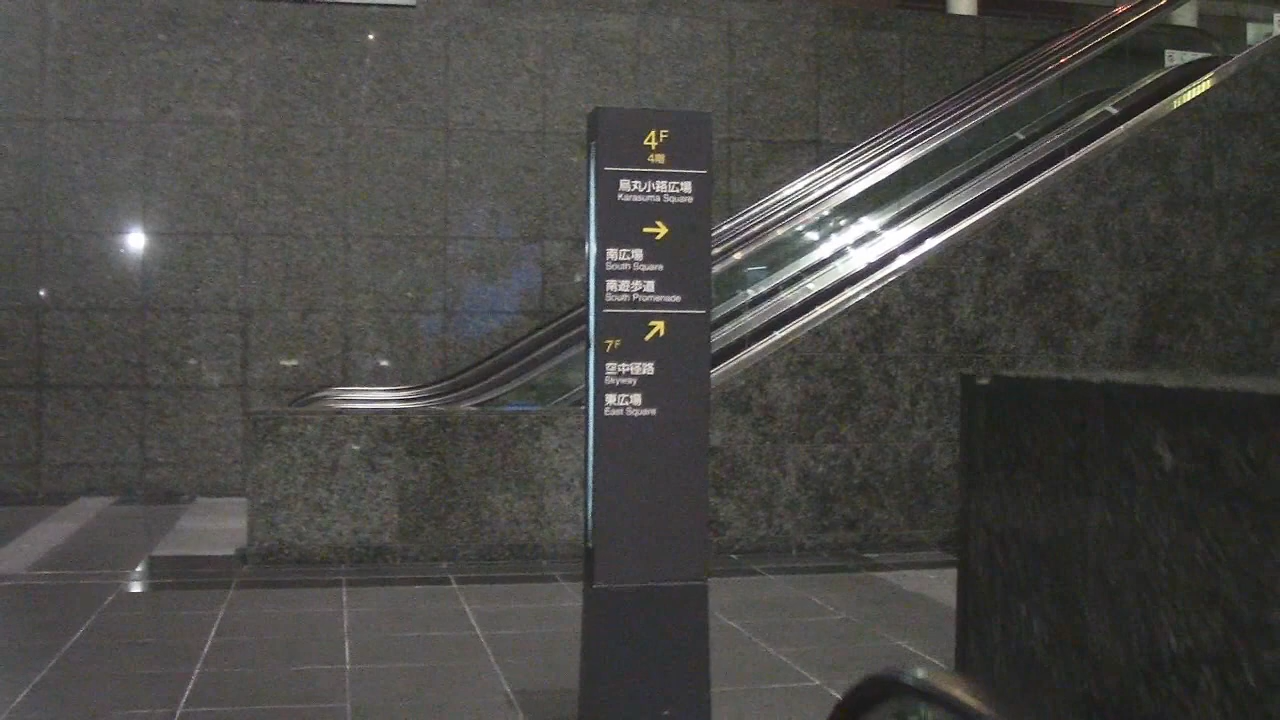 4F
4階
烏丸小路広場
Karasuma Square
→
南広場
South Square
南遊歩道
South Promenade
↗
7F
空中径路
Skyway
東広場
East Square